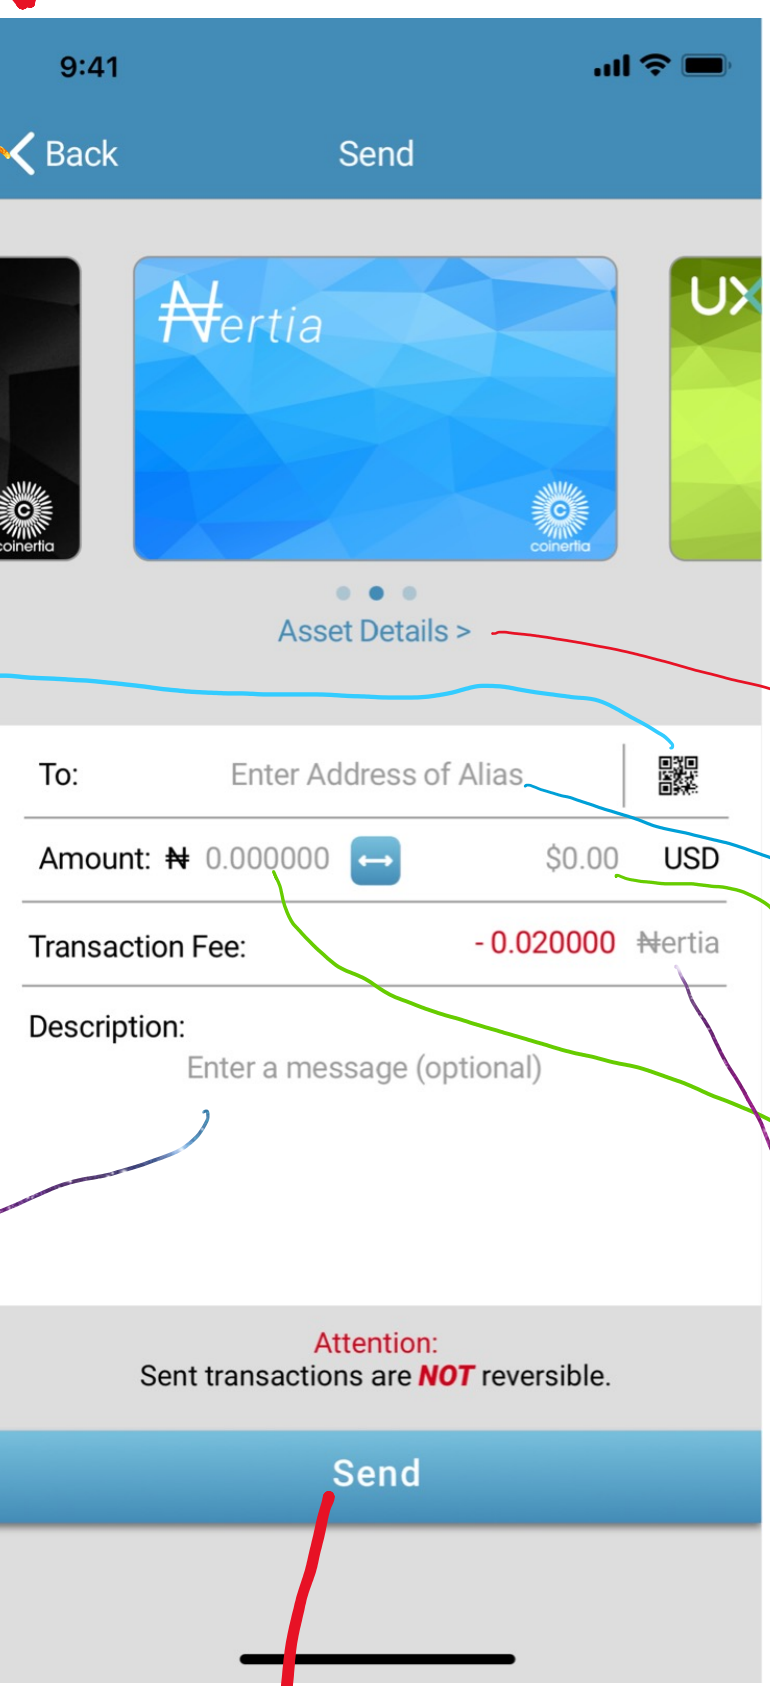 9:41
Back Send
₦ertia UX
coinertia coinertia
Asset Details >
To: Enter Address of Alias
Amount: ₦ 0.000000 $0.00 USD
Transaction Fee: - 0.020000 ₦ertia
Description:
Enter a message (optional)
Attention:
Sent transactions are NOT reversible.
Send